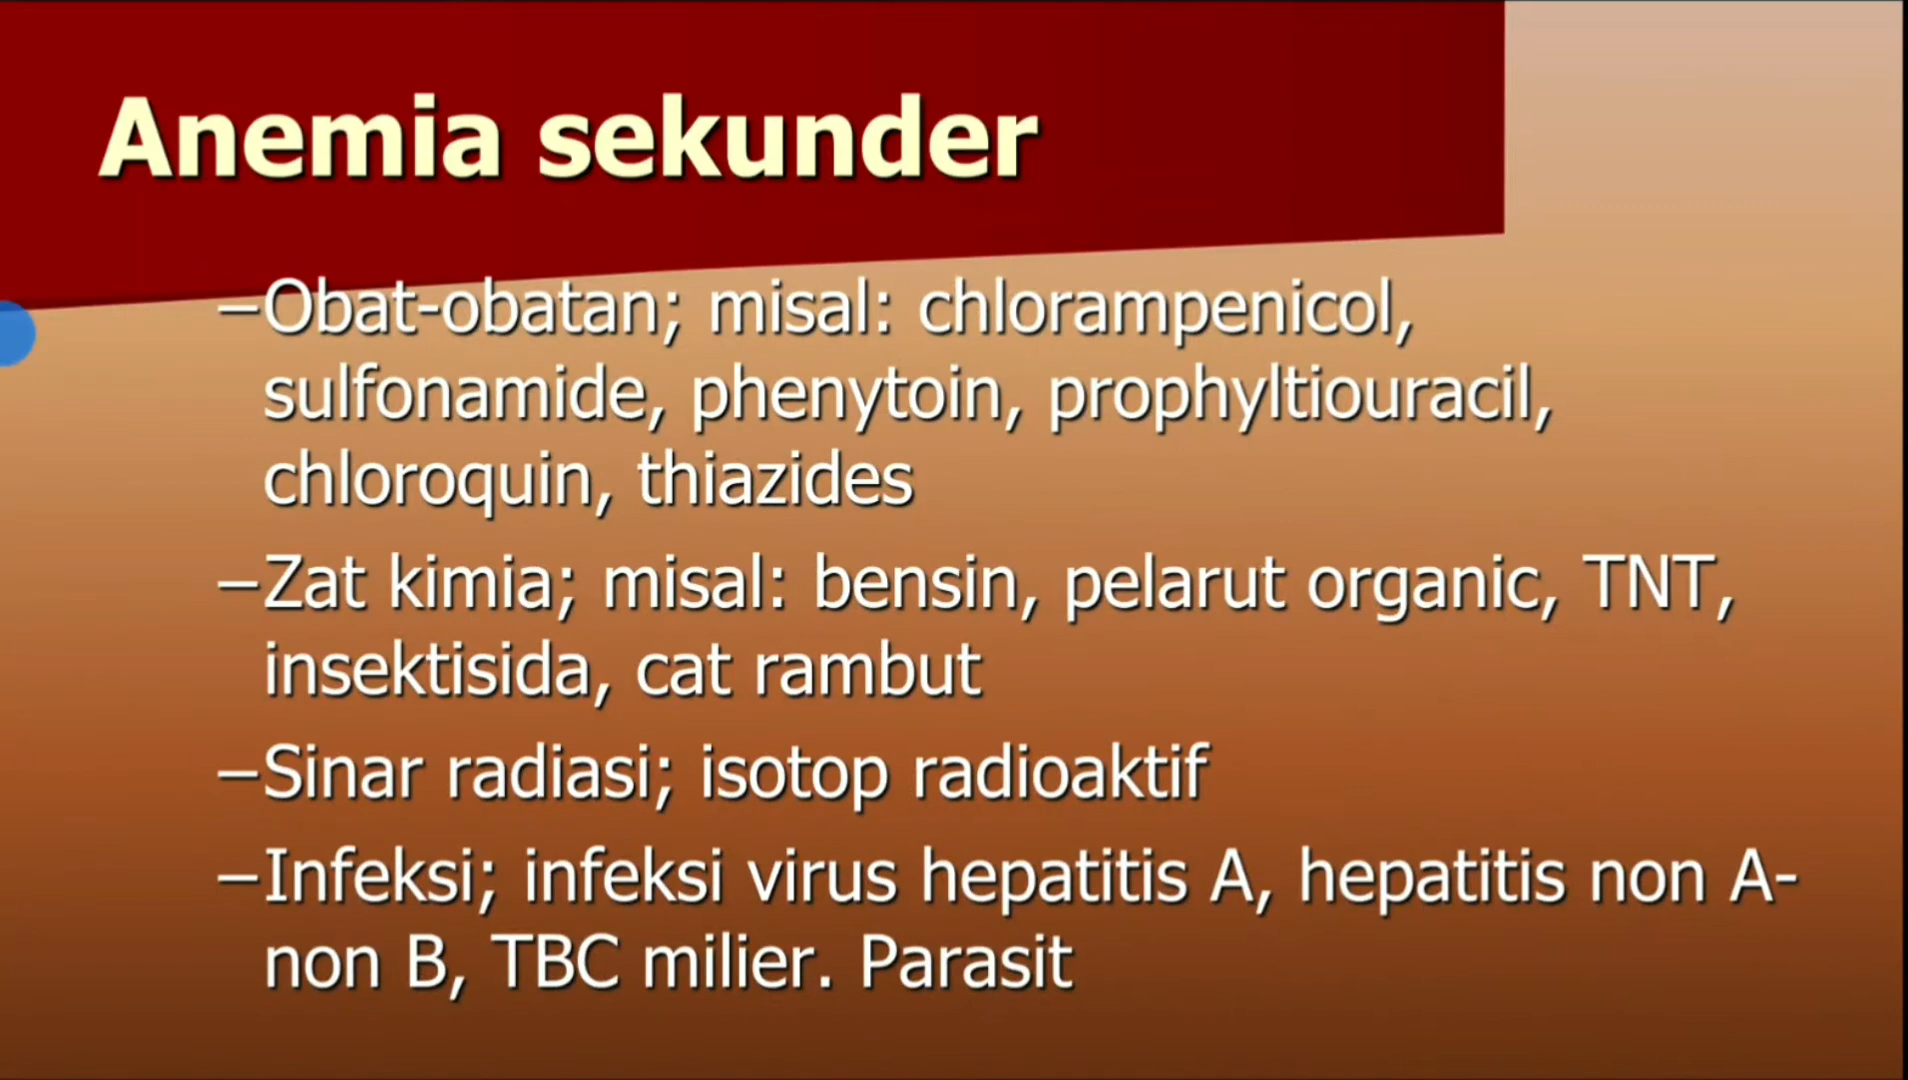 Anemia sekunder
–Obat-obatan; misal: chlorampenicol,
sulfonamide, phenytoin, prophyltiouracil,
chloroquin, thiazides
–Zat kimia; misal: bensin, pelarut organic, TNT,
insektisida, cat rambut
–Sinar radiasi; isotop radioaktif
–Infeksi; infeksi virus hepatitis A, hepatitis non A-
non B, TBC milier. Parasit